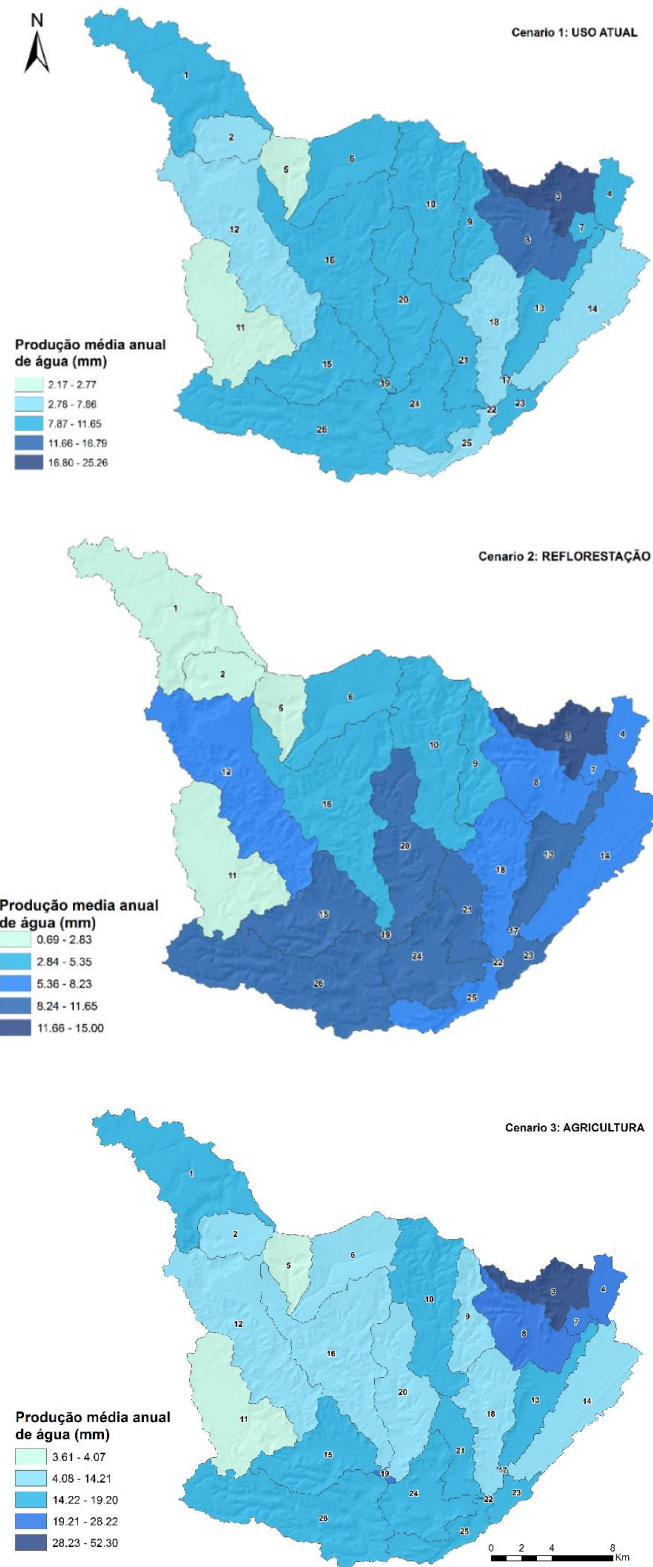 N
Cenario 1: USO ATUAL
1
2
5
6
3
4
10
9
7
8
12
16
20
13
14
11
18
15
21
19
17
24
22
23
26
25
Produção média anual
de água (mm)
2.17 - 2.77
2.78 - 7.86
7.87 - 11.65
11.66 - 16.79
16.80 - 25.26
Cenario 2: REFLORESTAÇÃO
1
2
5
6
3
4
10
9
7
8
12
16
20
13
14
11
18
15
21
19
17
24
22
23
26
25
Produção media anual
de água (mm)
0.69 - 2.83
2.84 - 5.35
5.36 - 8.23
8.24 - 11.65
11.66 - 15.00
Cenario 3: AGRICULTURA
1
2
5
6
3
4
10
9
7
8
12
16
20
13
14
11
18
15
21
19
17
24
22
23
26
25
Produção média anual
de água (mm)
3.61 - 4.07
4.08 - 14.21
14.22 - 19.20
19.21 - 28.22
28.23 - 52.30
0 2 4 8
Km